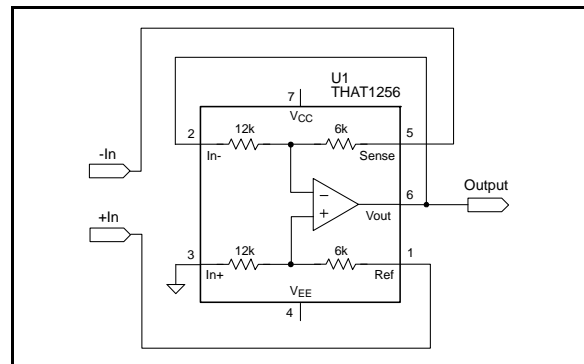 U1
THAT1256
7
VCC
12k
6k
2
5
In-
Sense
-In
−
6
Output
+In
+
Vout
12k
6k
3
1
In+
Ref
VEE
4